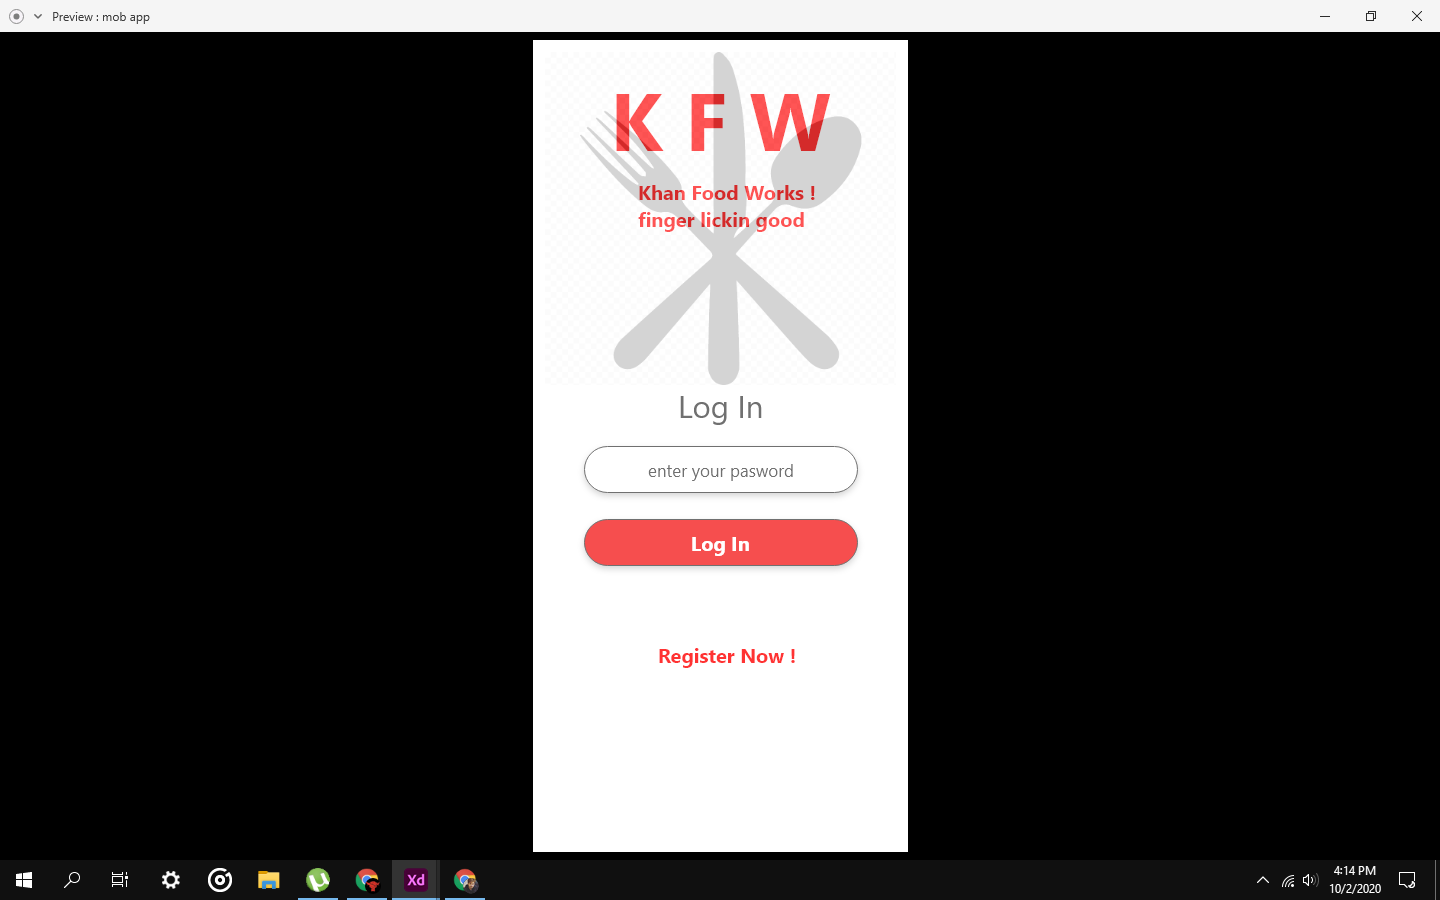 Preview : mob app
K F W
Khan Food Works !
finger lickin good
Log In
enter your pasword
Log In
Register Now !
Xd
4:14 PM
10/2/2020